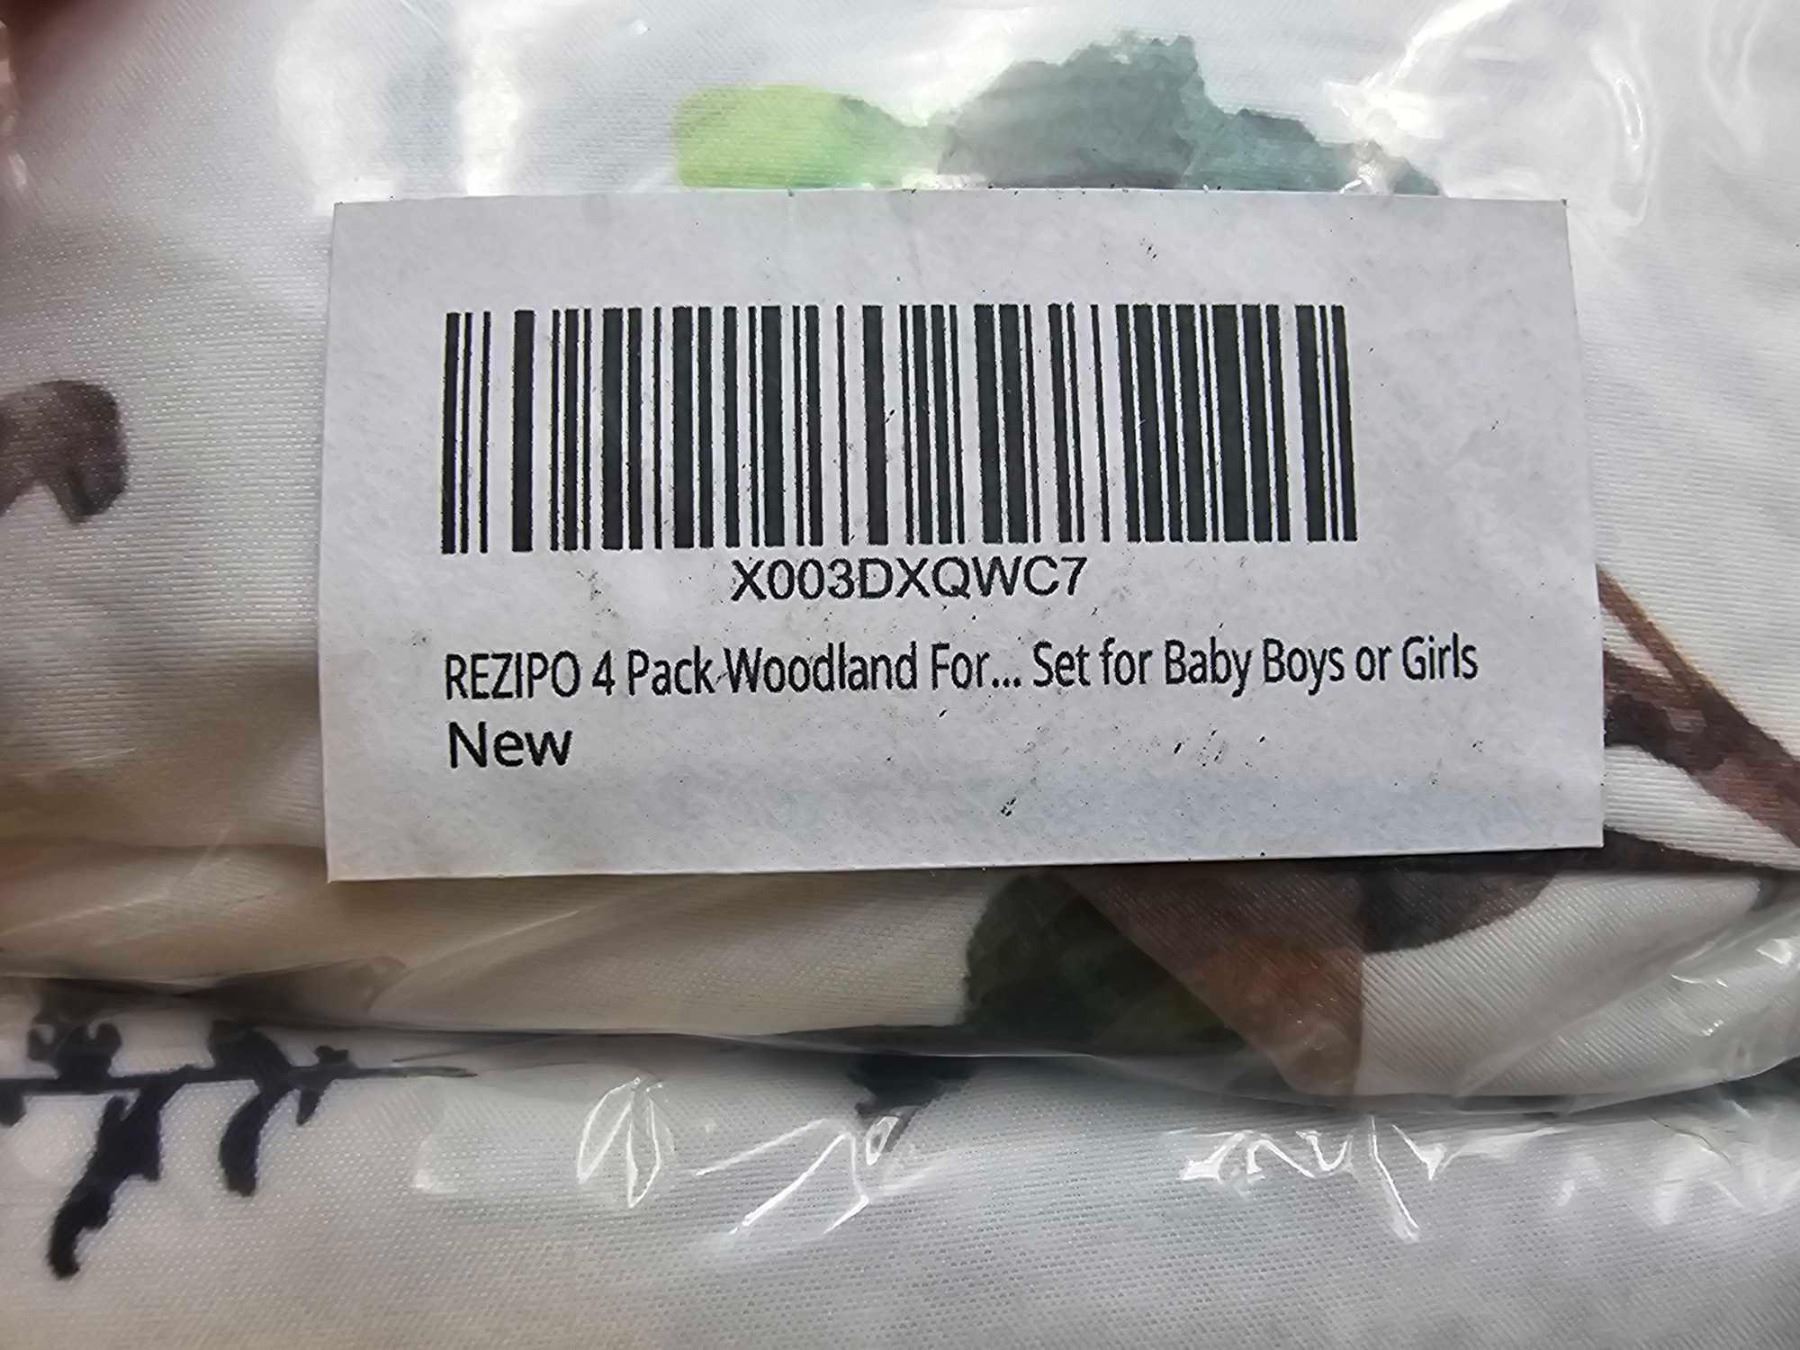 X003DXQWC7
REZIPO 4 Pack Woodland For... Set for Baby Boys or Girls
New